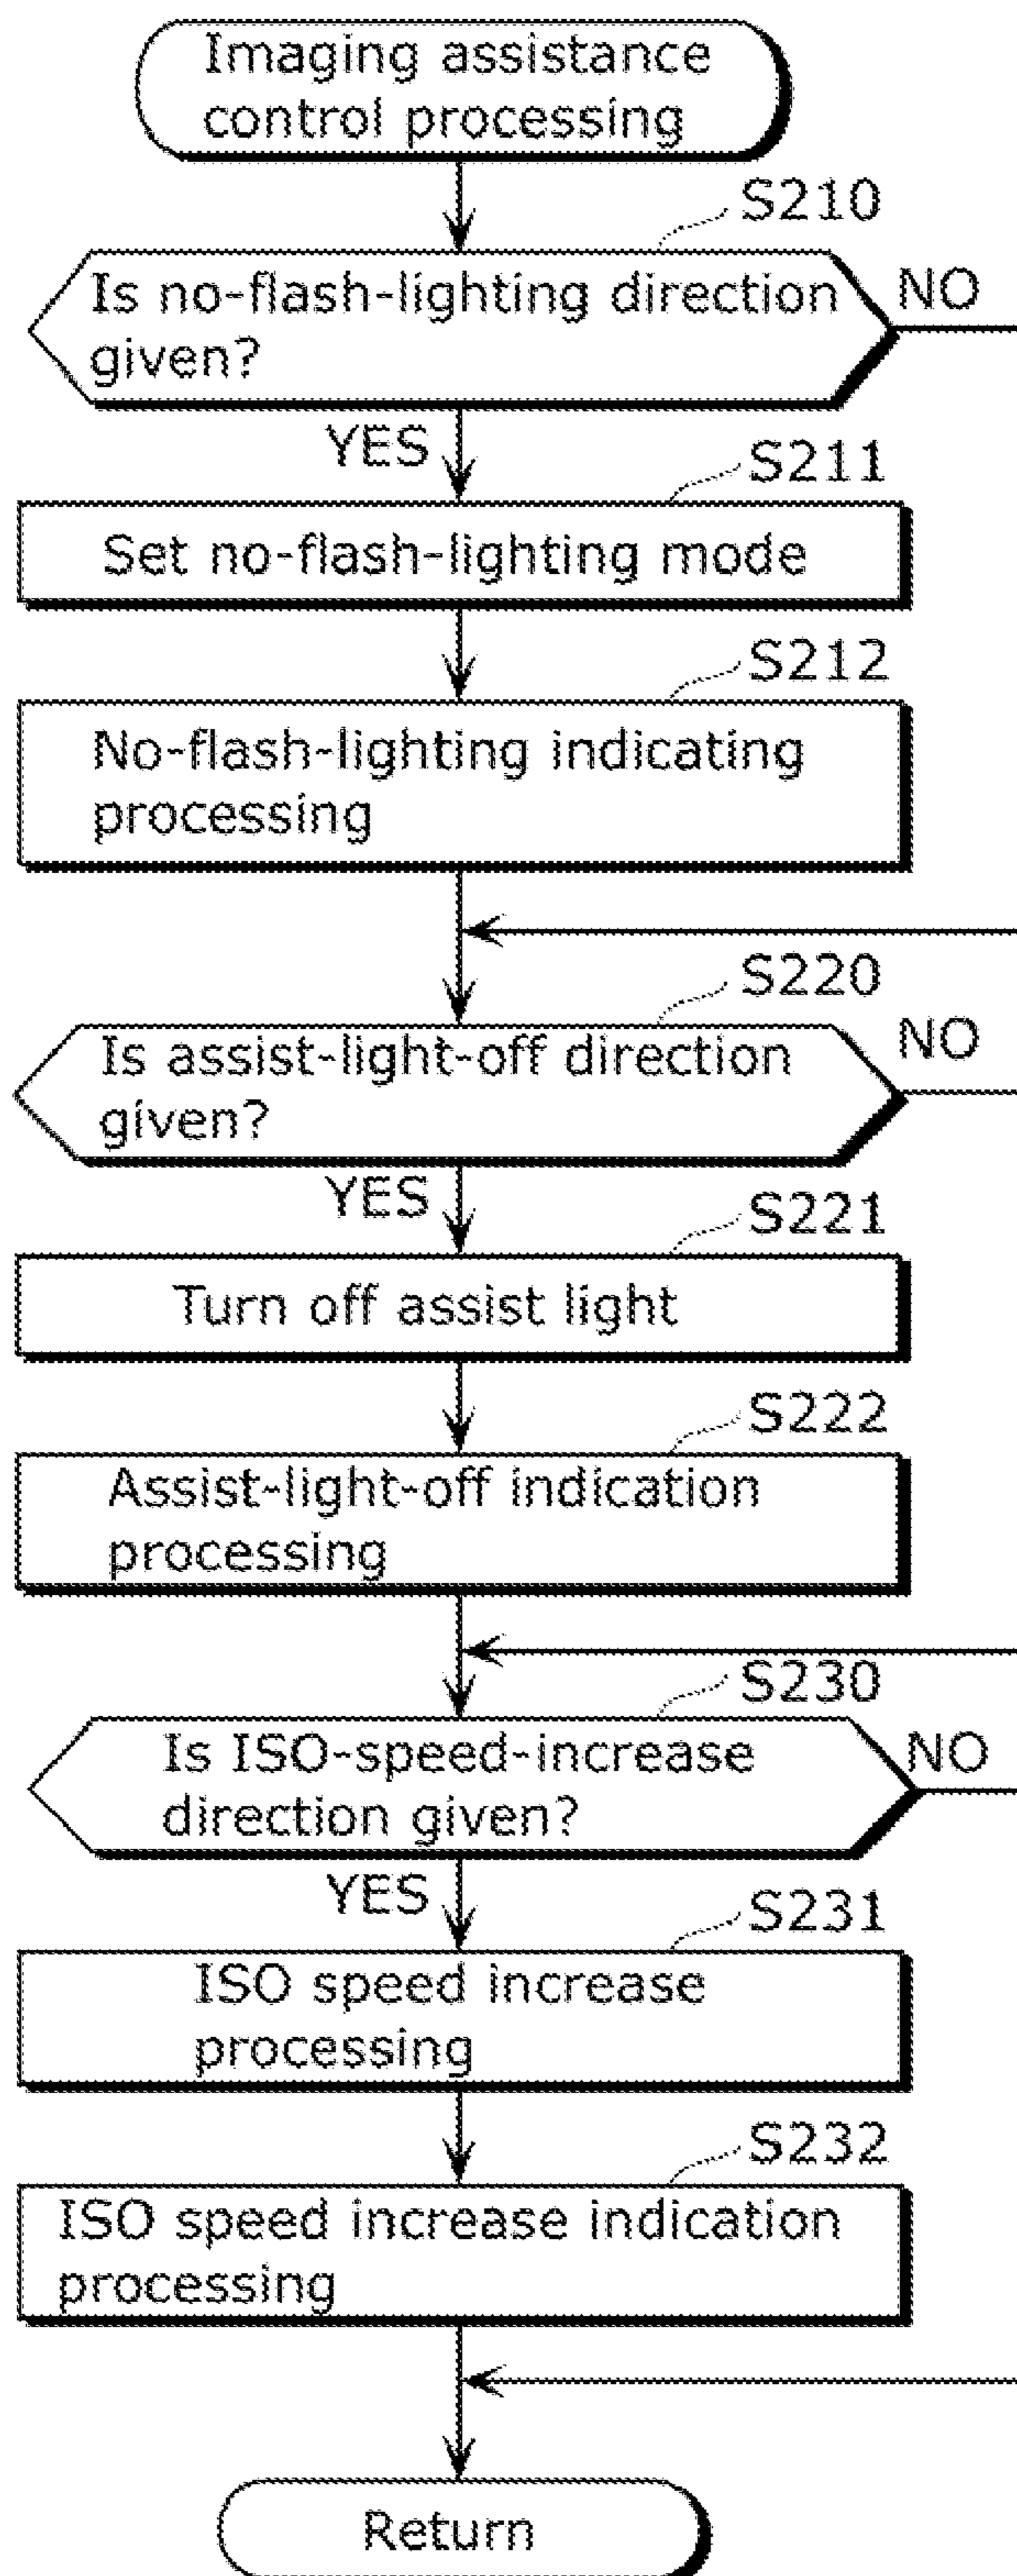 Imaging assistance
control processing
S210
Is no-flash-lighting direction
given?
NO
YES
S211
Set no-flash-lighting mode
S212
No-flash-lighting indicating
processing
S220
Is assist-light-off direction
given?
NO
YES
S221
Turn off assist light
S222
Assist-light-off indication
processing
S230
Is ISO-speed-increase
direction given?
NO
YES
S231
ISO speed increase
processing
S232
ISO speed increase indication
processing
Return